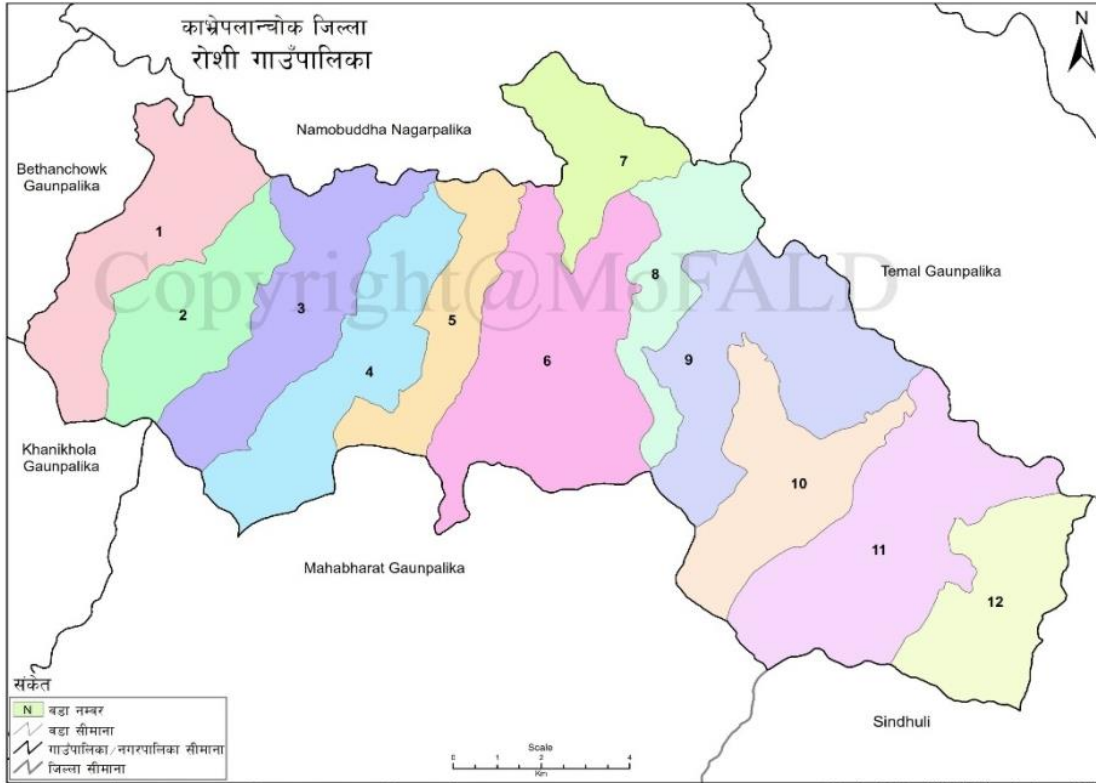 काभ्रेपलान्चोक जिल्ला
रोशी गाउँपालिका
N
Namobuddha Nagarpalika
Bethanchowk
Gaunpalika
7
1
Temal Gaunpalika
Copyright@MoFALD
8
3
2
5
9
6
4
Khanikhola
Gaunpalika
10
11
Mahabharat Gaunpalika
12
Sindhuli
संकेत
N वडा नम्बर
वडा सीमाना
गाउँपालिका/नगरपालिका सीमाना
जिल्ला सीमाना
Scale
0 1 2 4
Km